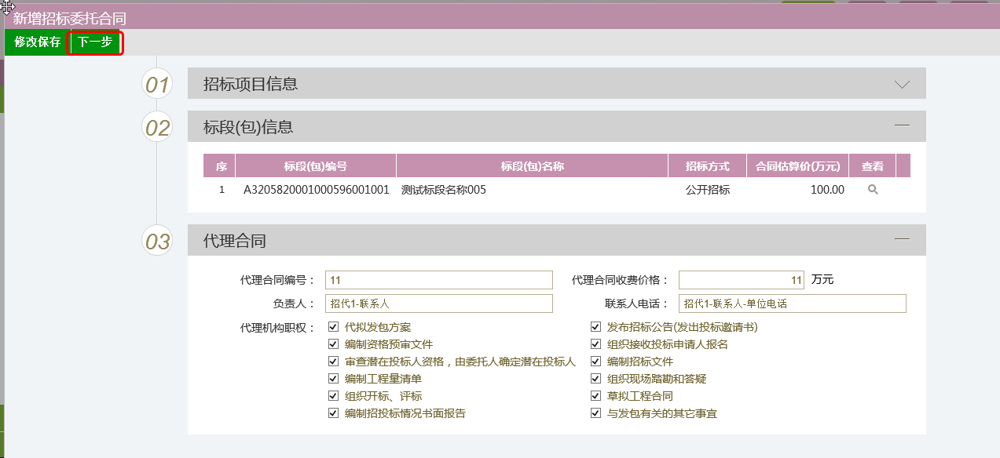 新增招标委托合同
修改保存 下一步
01 招标项目信息
02 标段(包)信息
序 标段(包)编号 标段(包)名称 招标方式 合同估算价(万元) 查看
1 A3205820001000596001001 测试标段名称005 公开招标 100.00
03 代理合同
代理合同编号： 11 代理合同收费价格： 11 万元
负责人： 招代1-联系人 联系人电话： 招代1-联系人-单位电话
代理机构职权： 代拟发包方案 发布招标公告(发出投标邀请书)
编制资格预审文件 组织接收投标申请人报名
审查潜在投标人资格，由委托人确定潜在投标人 编制招标文件
编制工程量清单 组织现场踏勘和答疑
组织开标、评标 草拟工程合同
编制招投标情况书面报告 与发包有关的其它事宜